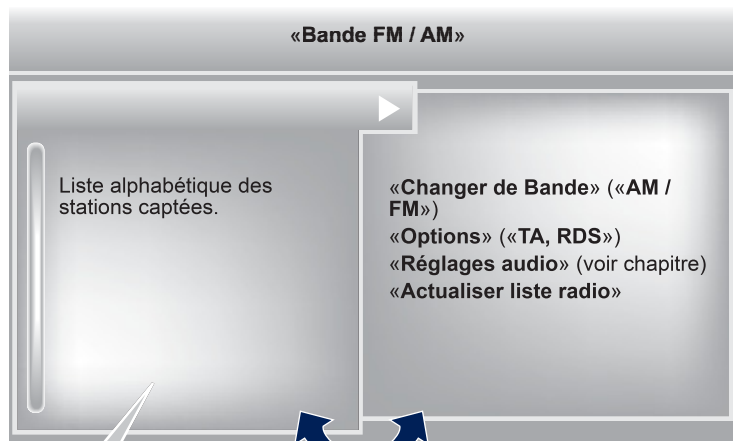 «Bande FM / AM»
Liste alphabétique des
stations captées.
«Changer de Bande» («AM /
FM»)
«Options» («TA, RDS»)
«Réglages audio» (voir chapitre)
«Actualiser liste radio»